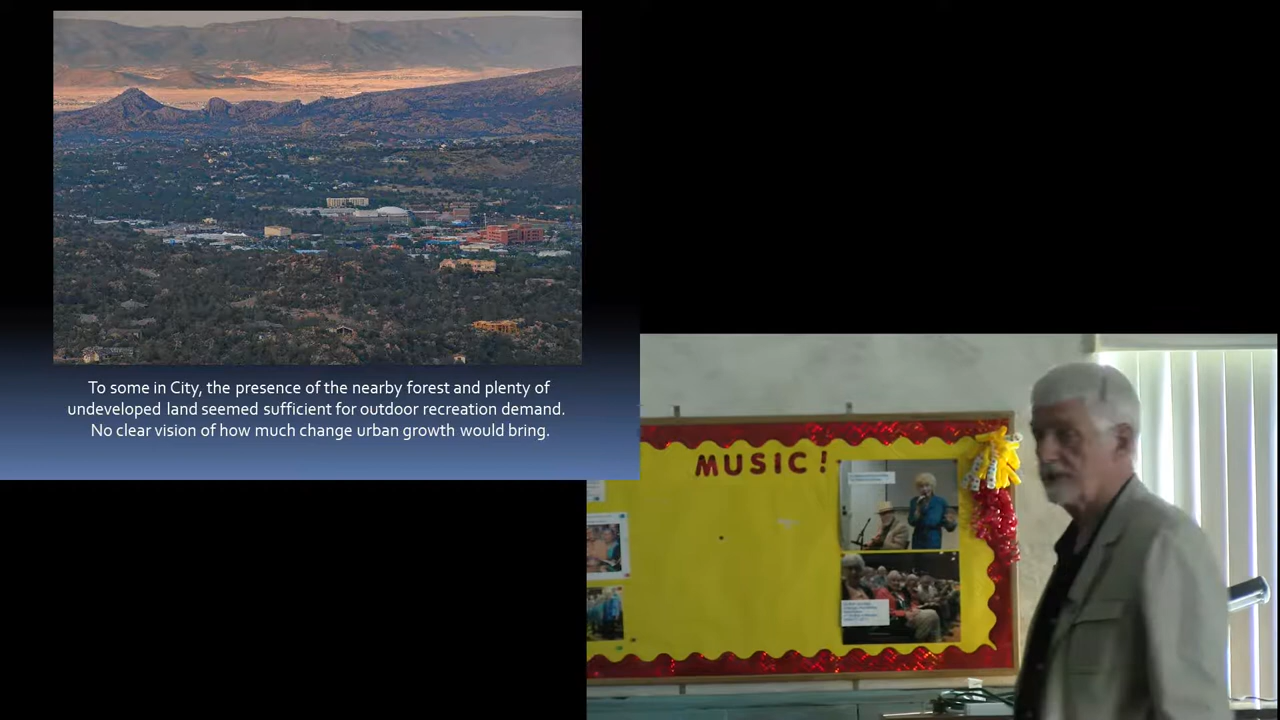 To some in City, the presence of the nearby forest and plenty of
undeveloped land seemed sufficient for outdoor recreation demand.
No clear vision of how much change urban growth would bring.
MUSIC!